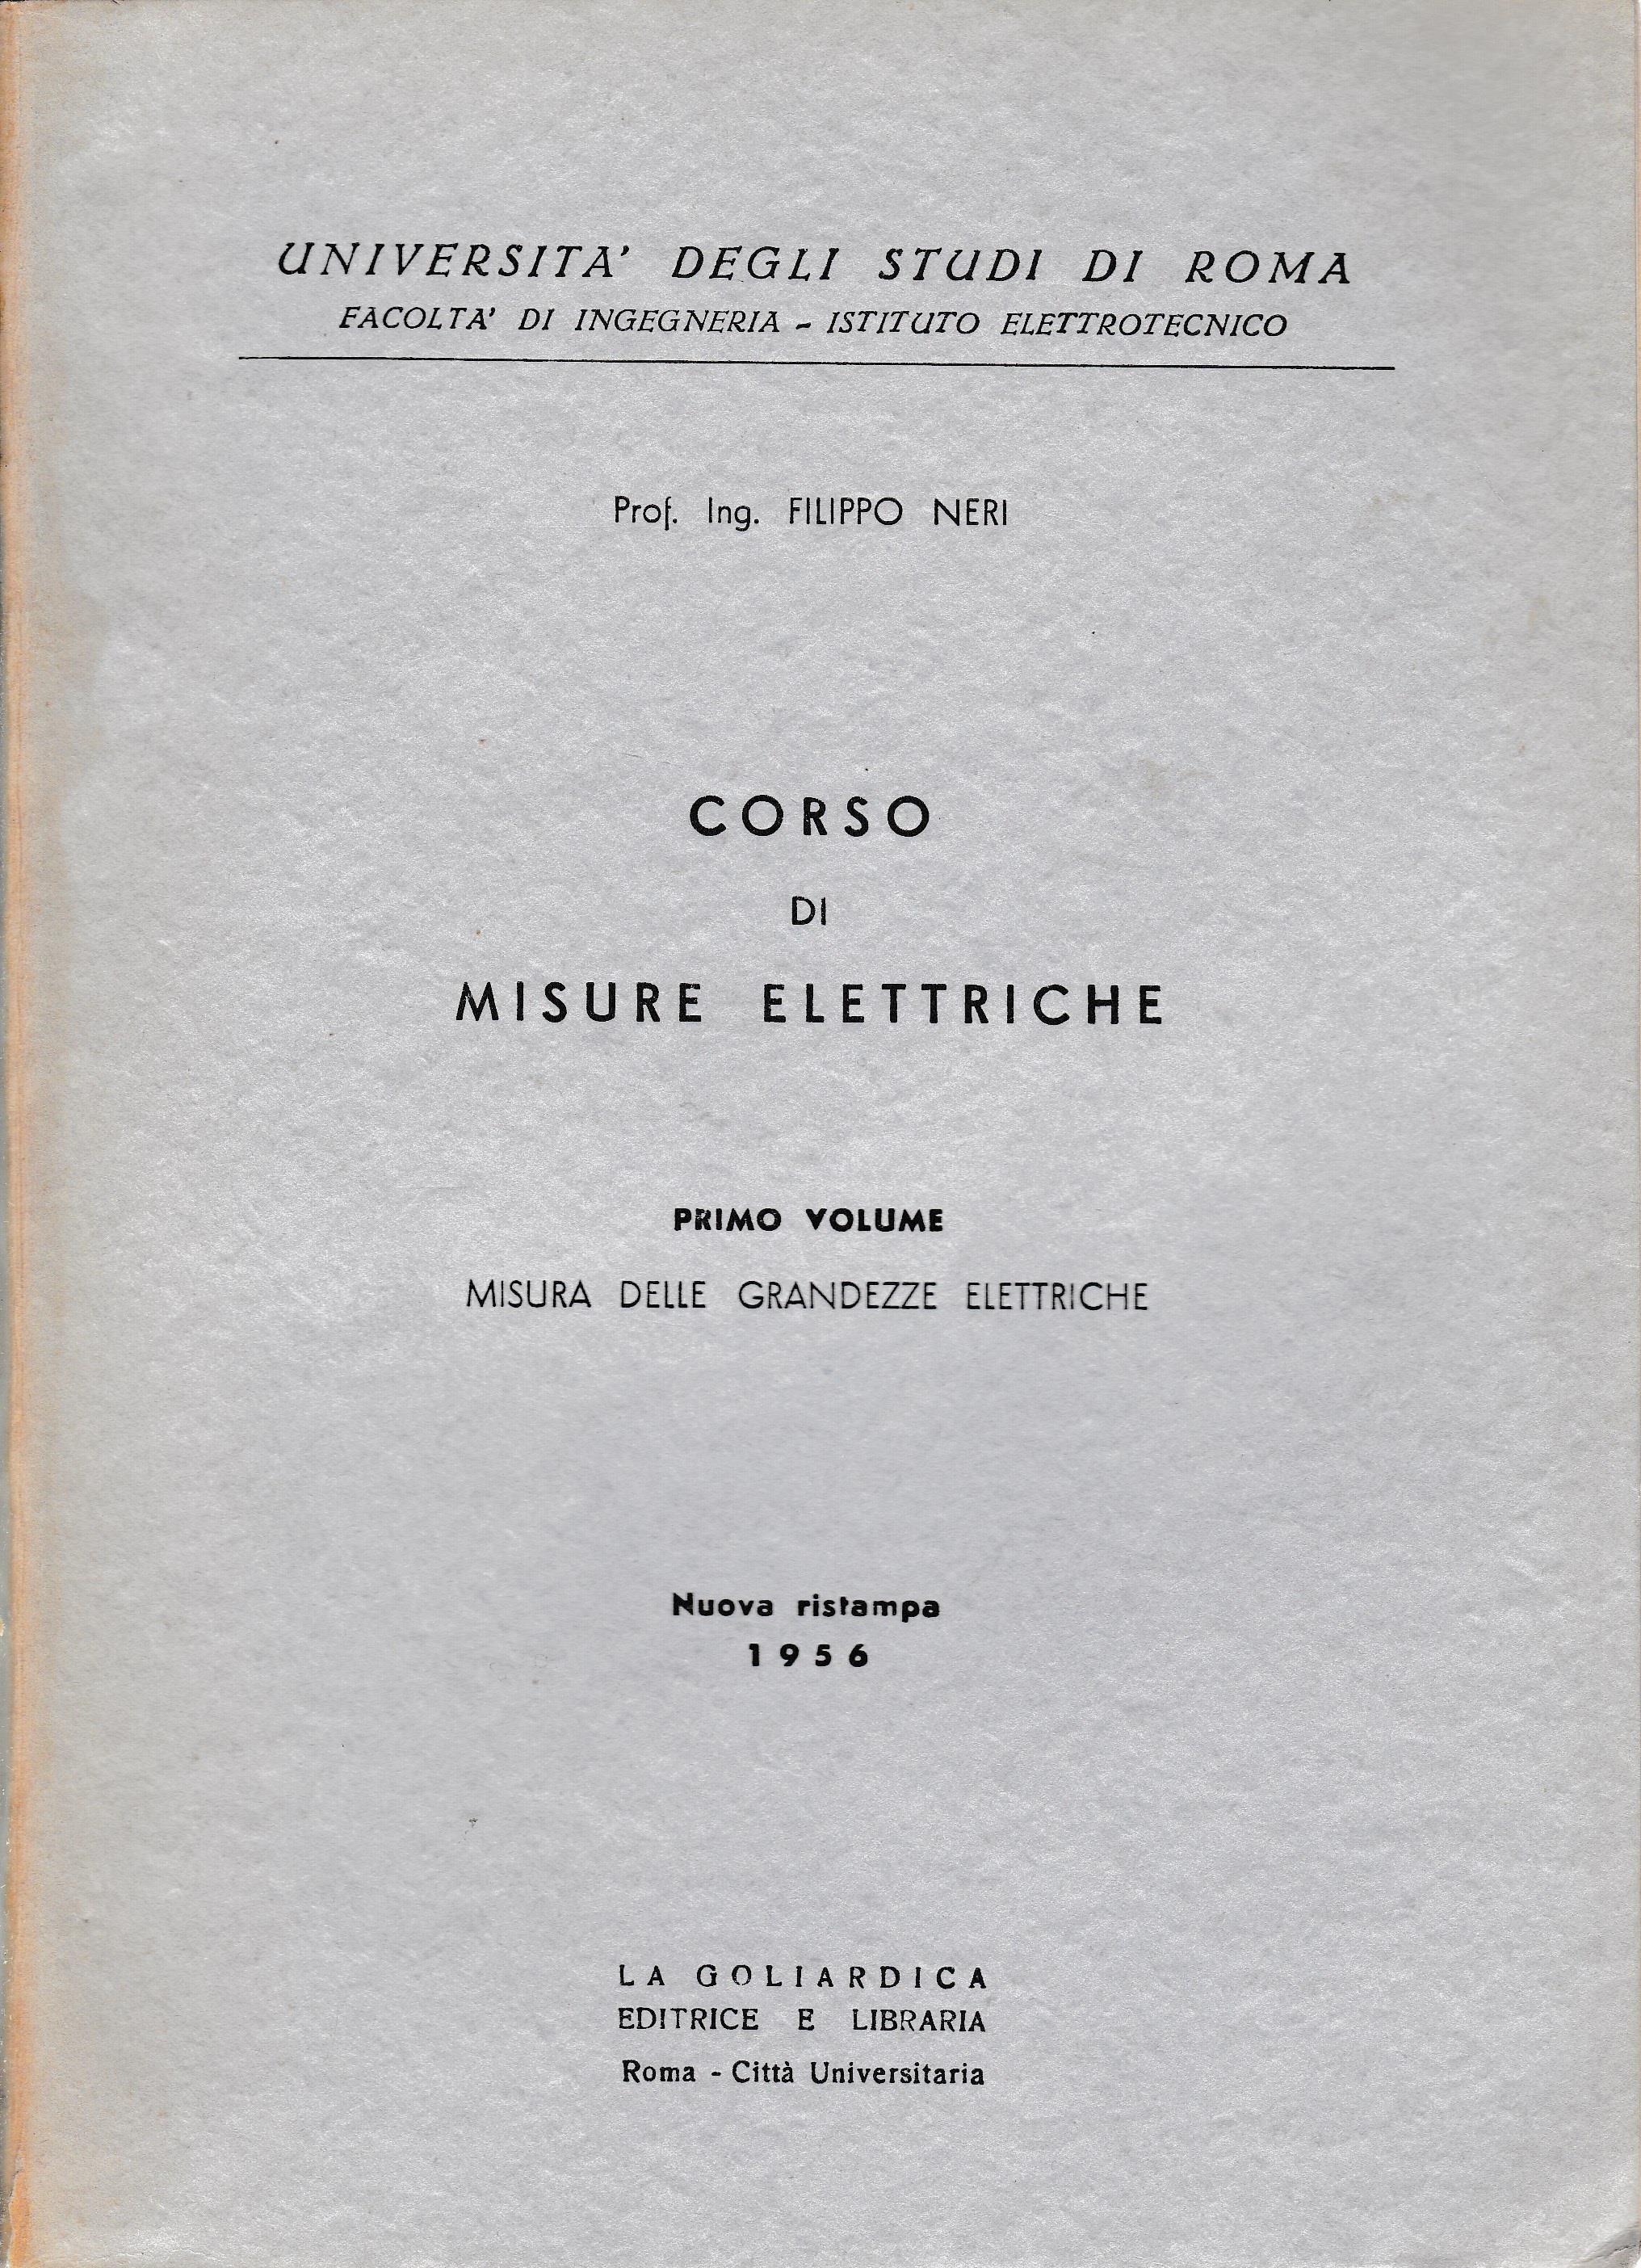 UNIVERSITA' DEGLI STUDI DI ROMA
FACOLTA' DI INGEGNERIA - ISTITUTO ELETTROTECNICO
Prof. Ing. FILIPPO NERI
CORSO
DI
MISURE ELETTRICHE
PRIMO VOLUME
MISURA DELLE GRANDEZZE ELETTRICHE
Nuova ristampa
1956
LA GOLIARDICA
EDITRICE E LIBRARIA
Roma - Città Universitaria